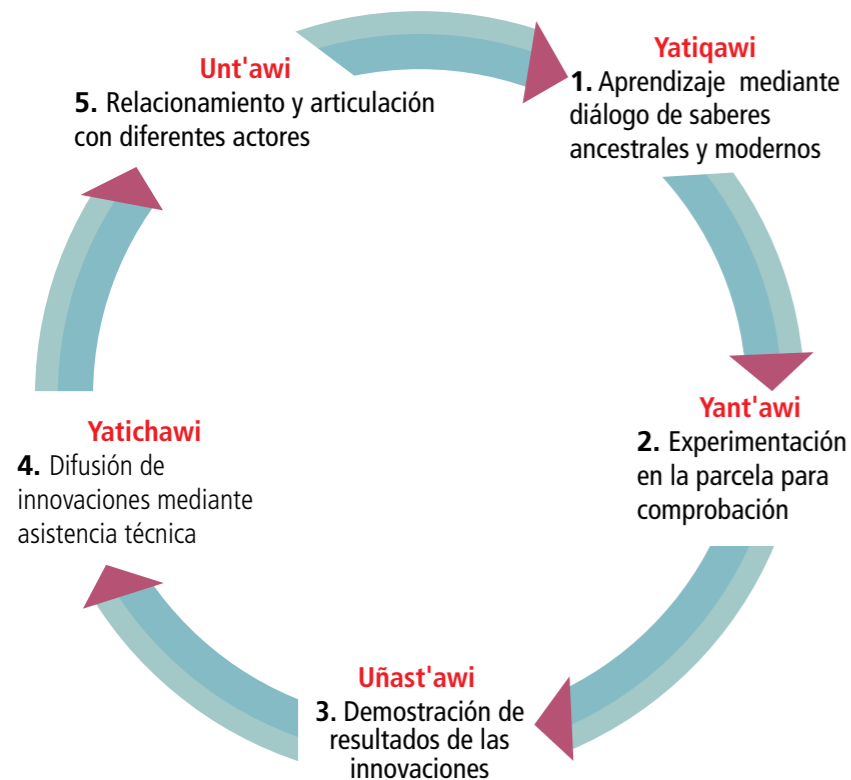 Yatiqawi
1. Aprendizaje mediante
diálogo de saberes
ancestrales y modernos
Yant'awi
2. Experimentación
en la parcela para
comprobación
Uñast'awi
3. Demostración de
resultados de las
innovaciones
Yatichawi
4. Difusión de
innovaciones mediante
asistencia técnica
Unt'awi
5. Relacionamiento y articulación
con diferentes actores